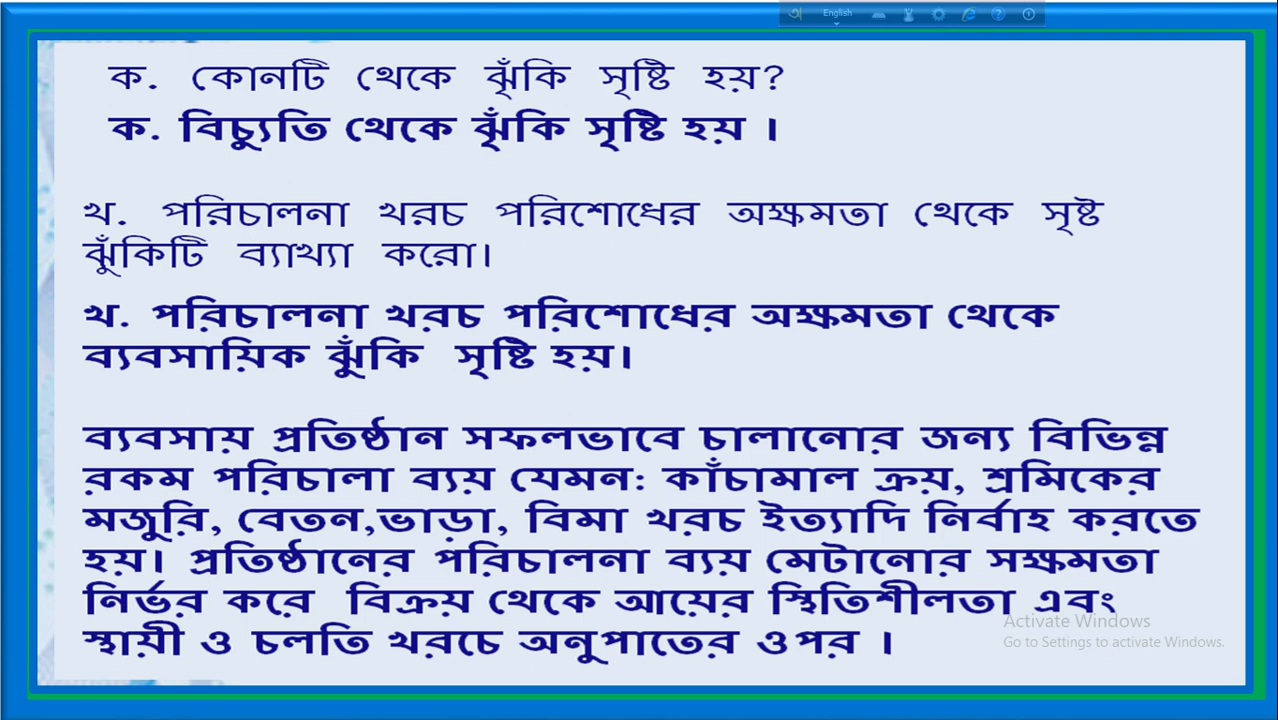 English
ক. কোনটি থেকে ঝুঁকি সৃষ্টি হয়?
ক. বিচ্যুতি থেকে ঝুঁকি সৃষ্টি হয় ।
খ. পরিচালনা খরচ পরিশোধের অক্ষমতা থেকে সৃষ্ট
ঝুঁকিটি ব্যাখ্যা করো।
খ. পরিচালনা খরচ পরিশোধের অক্ষমতা থেকে
ব্যবসায়িক ঝুঁকি সৃষ্টি হয়।
ব্যবসায় প্রতিষ্ঠান সফলভাবে চালানোর জন্য বিভিন্ন
রকম পরিচালা ব্যয় যেমন: কাঁচামাল ক্রয়, শ্রমিকের
মজুরি, বেতন,ভাড়া, বিমা খরচ ইত্যাদি নির্বাহ করতে
হয়। প্রতিষ্ঠানের পরিচালনা ব্যয় মেটানোর সক্ষমতা
নির্ভর করে বিক্রয় থেকে আয়ের স্থিতিশীলতা এবং
স্থায়ী ও চলতি খরচে অনুপাতের ওপর ।
Activate Windows
Go to Settings to activate Windows.